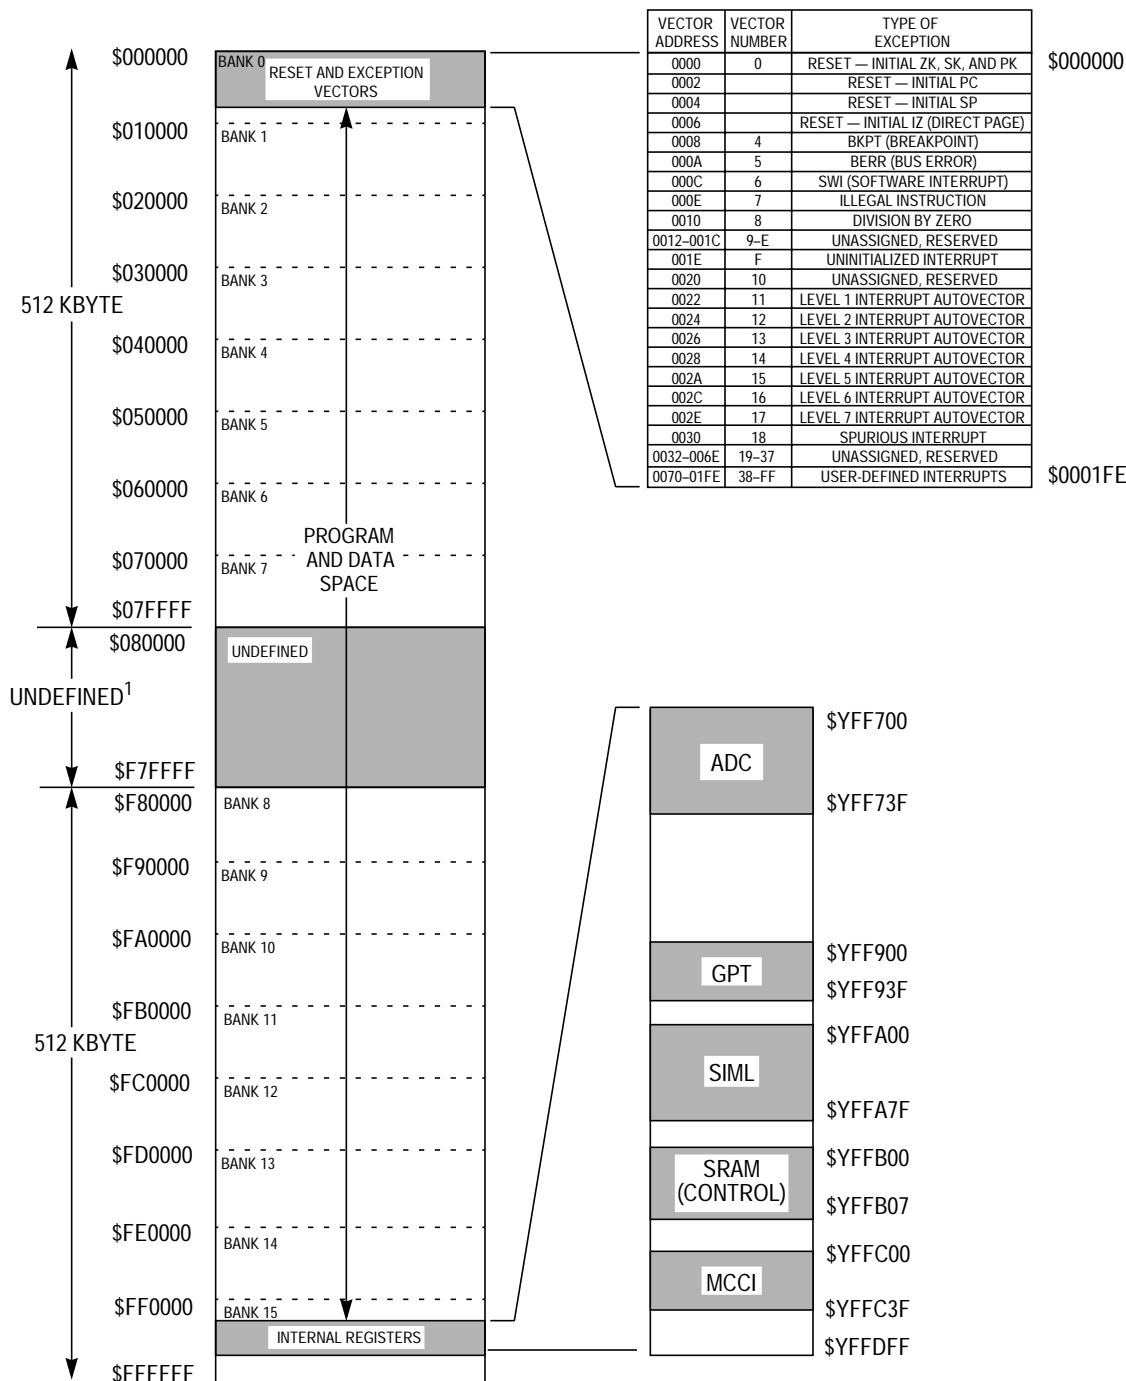 VECTOR ADDRESS VECTOR NUMBER TYPE OF EXCEPTION
0000 0 RESET — INITIAL ZK, SK, AND PK
0002 RESET — INITIAL PC
0004 RESET — INITIAL SP
0006 RESET — INITIAL IZ (DIRECT PAGE)
0008 4 BKPT (BREAKPOINT)
000A 5 BERR (BUS ERROR)
000C 6 SWI (SOFTWARE INTERRUPT)
000E 7 ILLEGAL INSTRUCTION
0010 8 DIVISION BY ZERO
0012–001C 9–E UNASSIGNED, RESERVED
001E F UNINITIALIZED INTERRUPT
0020 10 UNASSIGNED, RESERVED
0022 11 LEVEL 1 INTERRUPT AUTOVECTOR
0024 12 LEVEL 2 INTERRUPT AUTOVECTOR
0026 13 LEVEL 3 INTERRUPT AUTOVECTOR
0028 14 LEVEL 4 INTERRUPT AUTOVECTOR
002A 15 LEVEL 5 INTERRUPT AUTOVECTOR
002C 16 LEVEL 6 INTERRUPT AUTOVECTOR
002E 17 LEVEL 7 INTERRUPT AUTOVECTOR
0030 18 SPURIOUS INTERRUPT
0032–006E 19–37 UNASSIGNED, RESERVED
0070–01FE 38–FF USER-DEFINED INTERRUPTS
$000000
$0001FE
$000000
BANK 0
RESET AND EXCEPTION
VECTORS
$010000
BANK 1
$020000
BANK 2
$030000
BANK 3
512 KBYTE
$040000
BANK 4
$050000
BANK 5
$060000
BANK 6
PROGRAM
AND DATA
SPACE
$070000
BANK 7
$07FFFF
$080000
UNDEFINED
UNDEFINED1
$F7FFFF
$F80000
BANK 8
$F90000
BANK 9
$FA0000
BANK 10
$FB0000
BANK 11
512 KBYTE
$FC0000
BANK 12
$FD0000
BANK 13
$FE0000
BANK 14
$FF0000
BANK 15
INTERNAL REGISTERS
$FFFFFF
$YFF700
ADC
$YFF73F
$YFF900
GPT
$YFF93F
$YFFA00
SIML
$YFFA7F
$YFFB00
SRAM
(CONTROL)
$YFFB07
$YFFC00
MCCI
$YFFC3F
$YFFDFF